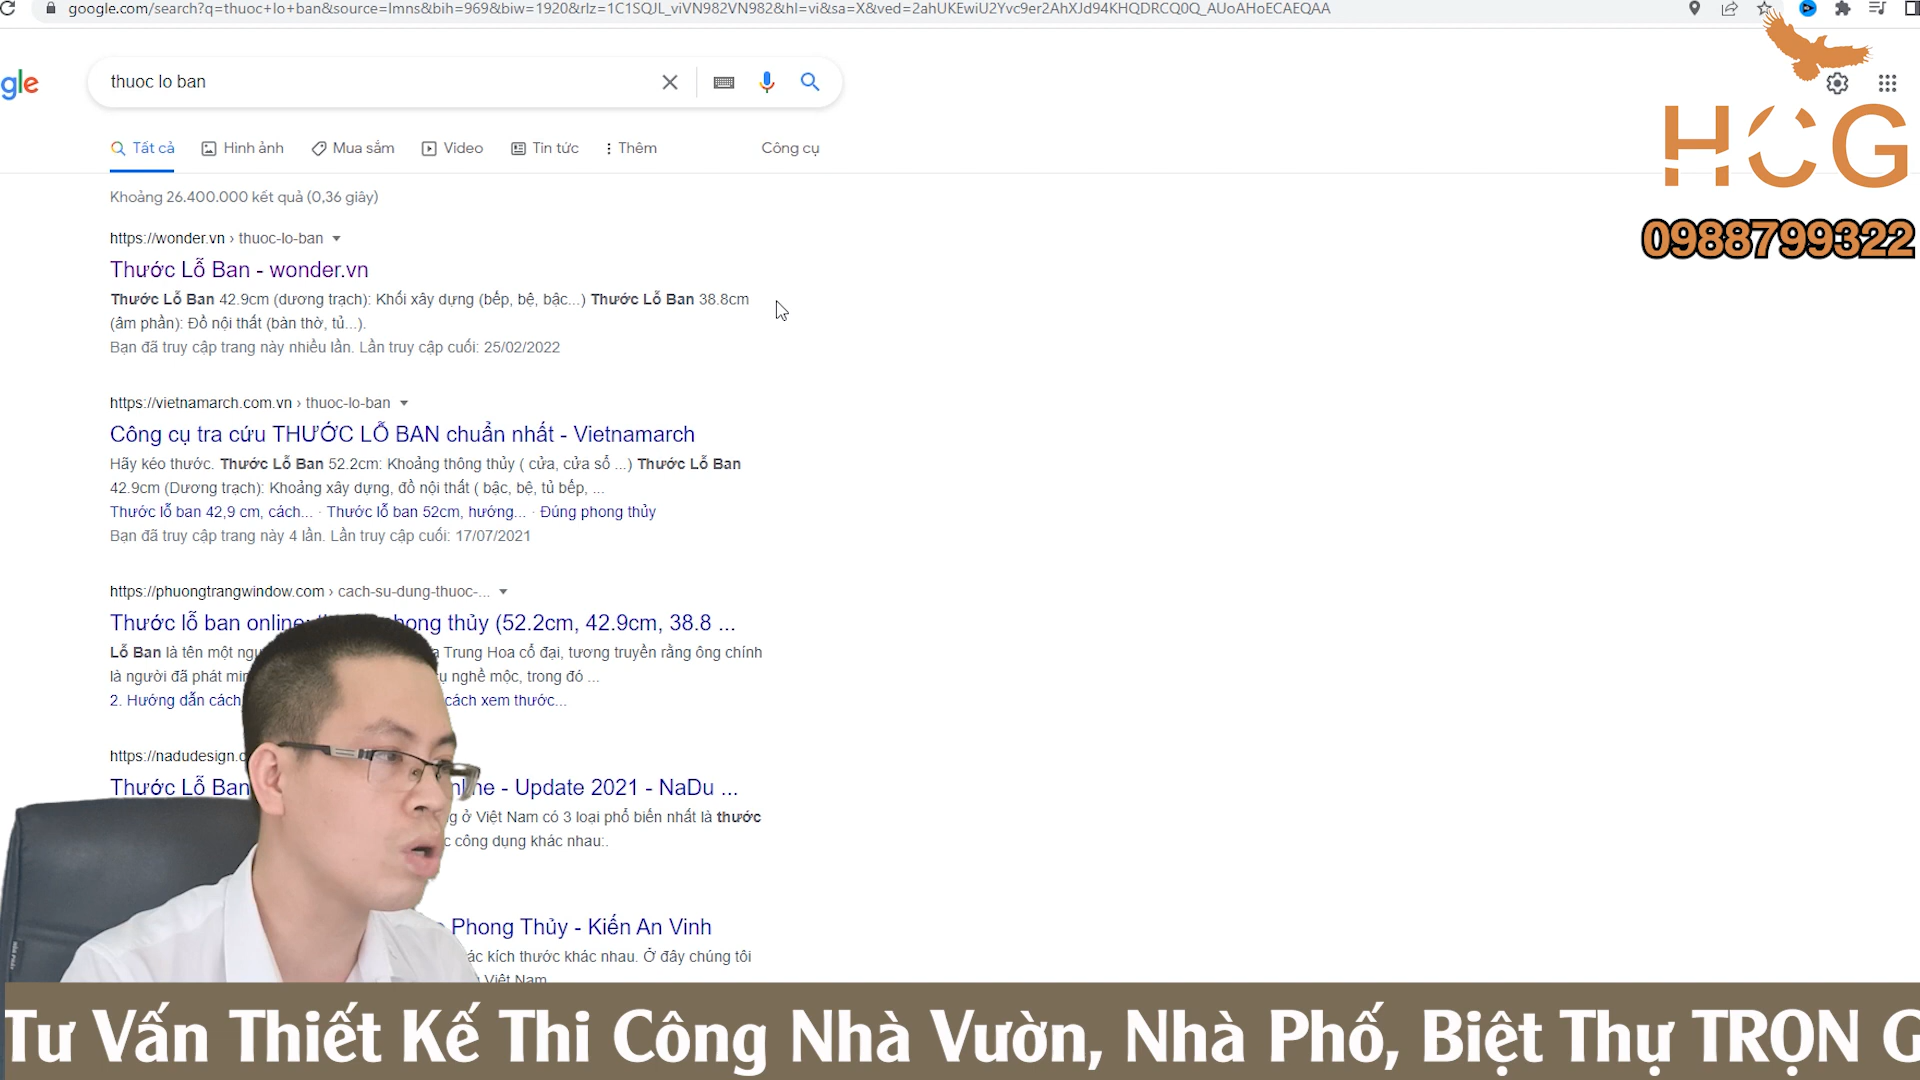 google.com/search?q=thuoc+lo+ban&source=lmns&bih=969&biw=1920&rlz=1C1SQJL_viVN982VN982&hl=vi&sa=X&ved=2ahUKEwiU2Yvc9er2AhXJd94KHQDRCQ0Q_AUoAHoECAEQAA
gle
thuoc lo ban
Tất cả Hình ảnh Mua sắm Video Tin tức Thêm Công cụ
HCG
Khoảng 26.400.000 kết quả (0,36 giây)
0988799322
https://wonder.vn › thuoc-lo-ban
Thước Lỗ Ban - wonder.vn
Thước Lỗ Ban 42.9cm (dương trạch): Khối xây dựng (bếp, bệ, bậc...) Thước Lỗ Ban 38.8cm
(âm phần): Đồ nội thất (bàn thờ, tủ...).
Bạn đã truy cập trang này nhiều lần. Lần truy cập cuối: 25/02/2022
https://vietnamarch.com.vn › thuoc-lo-ban
Công cụ tra cứu THƯỚC LỖ BAN chuẩn nhất - Vietnamarch
Hãy kéo thước. Thước Lỗ Ban 52.2cm: Khoảng thông thủy ( cửa, cửa sổ ...) Thước Lỗ Ban
42.9cm (Dương trạch): Khoảng xây dựng, đồ nội thất ( bậc, bệ, tủ bếp, ...
Thước lỗ ban 42,9 cm, cách... · Thước lỗ ban 52cm, hướng... · Đúng phong thủy
Bạn đã truy cập trang này 4 lần. Lần truy cập cuối: 17/07/2021
https://phuongtrangwindow.com › cach-su-dung-thuoc-...
Thước lỗ ban online: phong thủy (52.2cm, 42.9cm, 38.8 ...
Lỗ Ban là tên một Trung Hoa cổ đại, tương truyền rằng ông chính
là người đã phát nghề mộc, trong đó ...
2. Hướng dẫn cách cách xem thước...
https://nadudesign.
Thước Lỗ Ban - Update 2021 - NaDu ...
ở Việt Nam có 3 loại phổ biến nhất là thước
công dụng khác nhau:.
Phong Thủy - Kiến An Vinh
kích thước khác nhau. Ở đây chúng tôi
Việt Nam
Tư Vấn Thiết Kế Thi Công Nhà Vườn, Nhà Phố, Biệt Thự TRỌN G